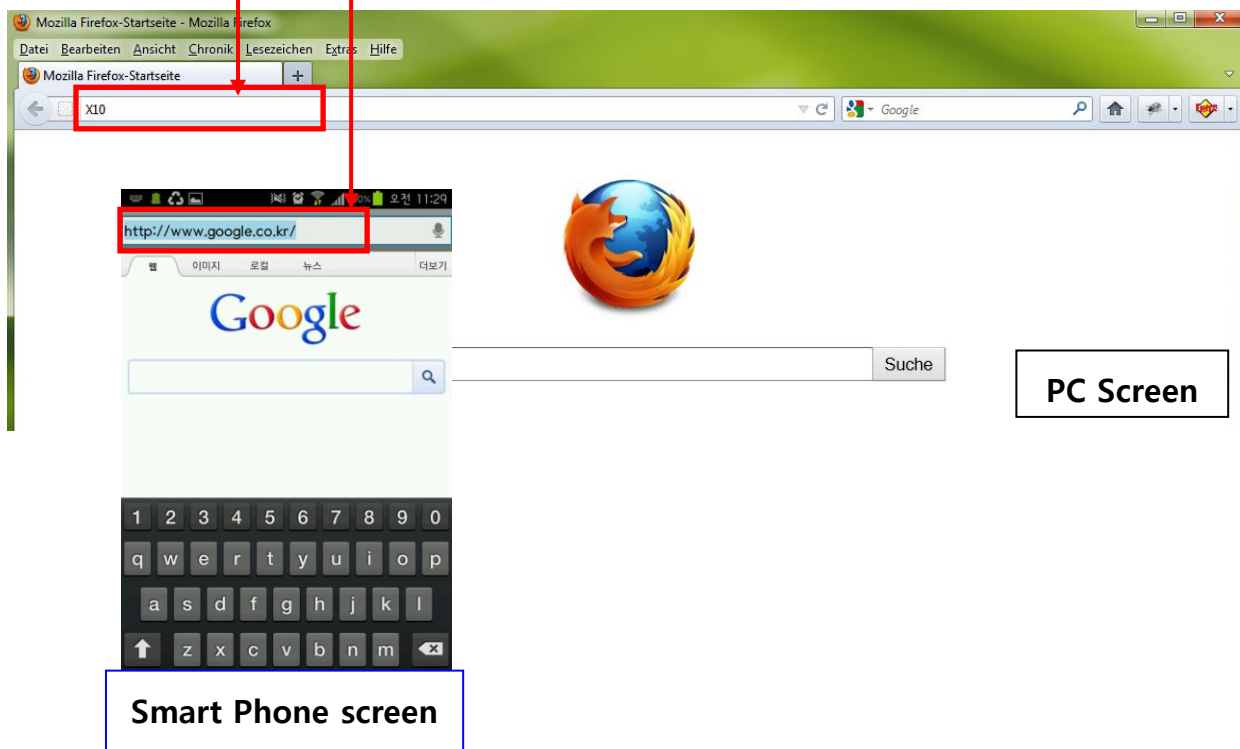 Mozilla Firefox-Startseite - Mozilla Firefox
Datei Bearbeiten Ansicht Chronik Lesezeichen Extras Hilfe
Mozilla Firefox-Startseite +
X10
Google
오전 11:29
http://www.google.co.kr/
웹 이미지 로컬 뉴스 더보기
Google
Suche
PC Screen
1 2 3 4 5 6 7 8 9 0
q w e r t y u i o p
a s d f g h j k l
z x c v b n m
Smart Phone screen